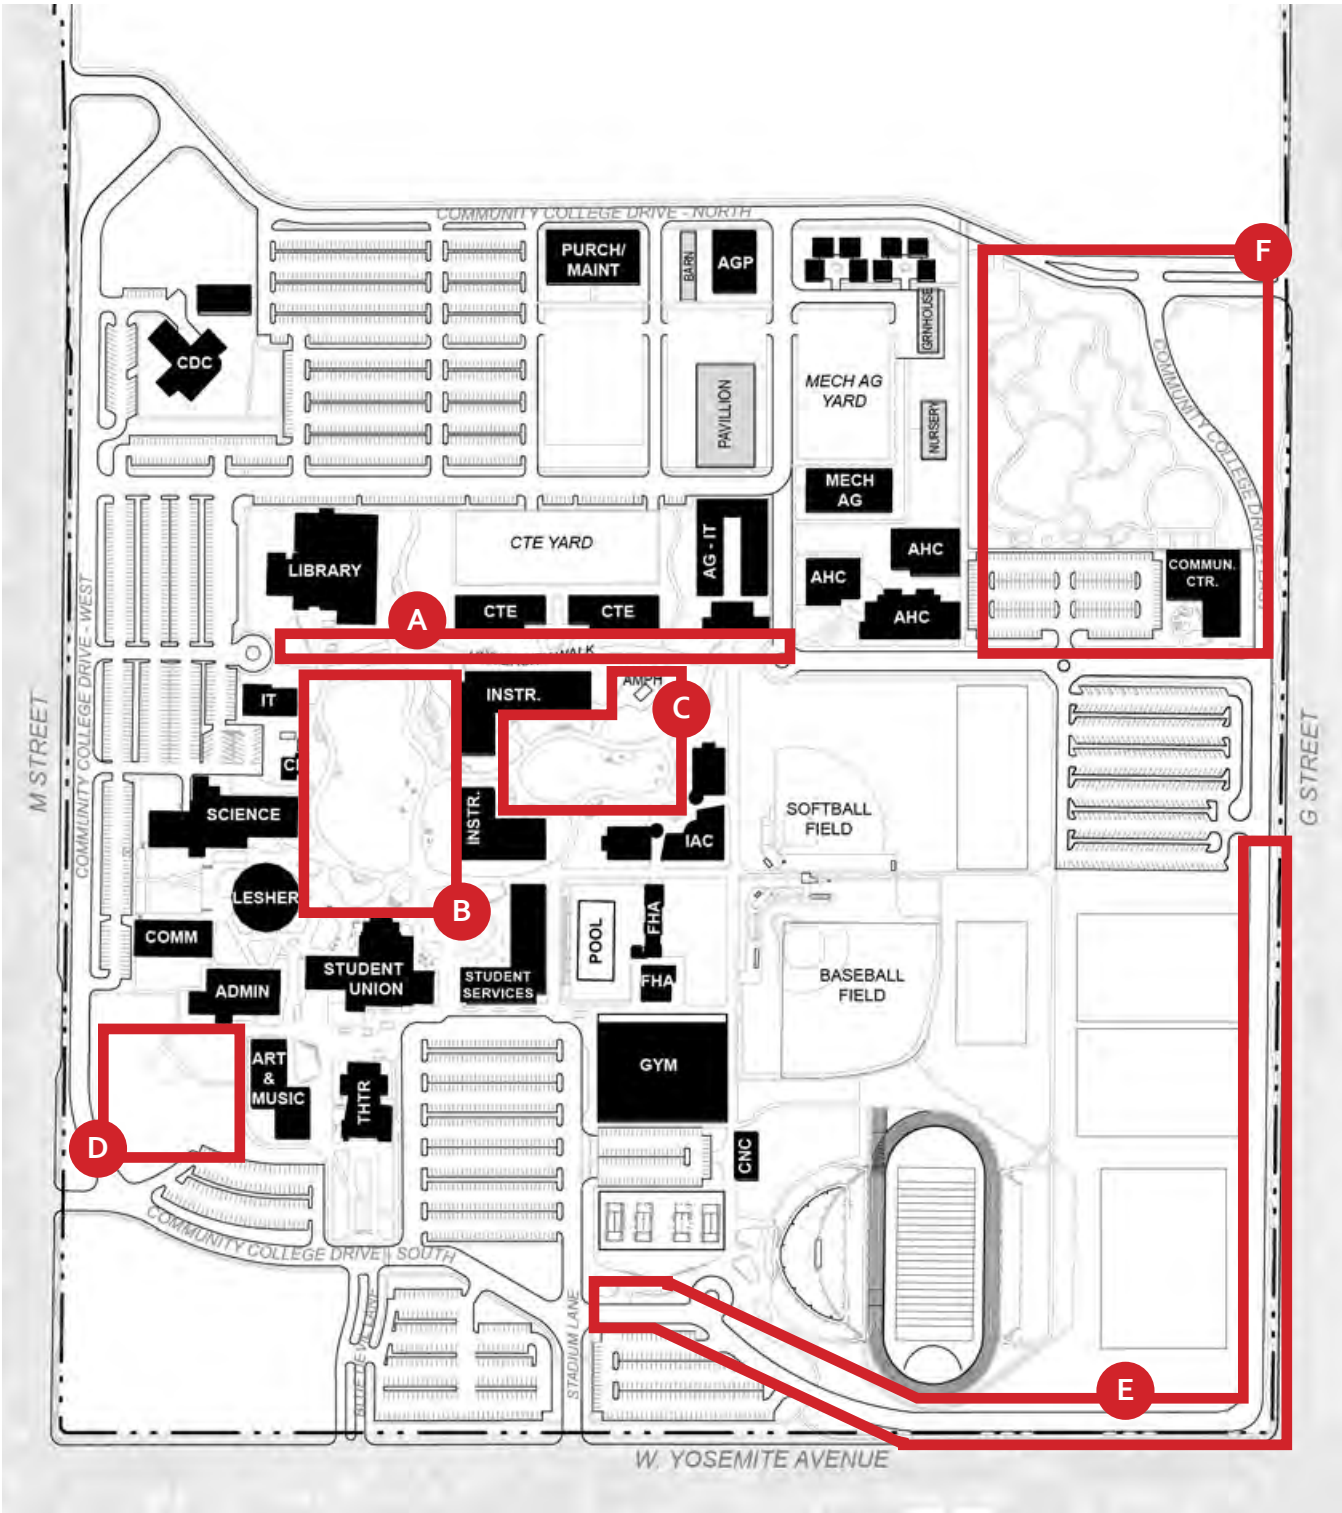 COMMUNITY COLLEGE DRIVE - NORTH
PURCH/
MAINT
BARN
AGP
F
GRNHOUSE
CDC
MECH AG
YARD
PAVILLION
NURSERY
COMMUNITY COLLEGE DRIVE - EAST
MECH
AG
CTE YARD
AG - IT
LIBRARY
AHC
AHC
COMMUN.
CTR.
CTE
CTE
AHC
A
WALK
COMMUNITY COLLEGE DRIVE - WEST
M STREET
G STREET
IT
INSTR.
AMPH
C
SCIENCE
INSTR.
IAC
SOFTBALL
FIELD
LESHER
B
COMM
POOL
FHA
STUDENT
UNION
STUDENT
SERVICES
FHA
BASEBALL
FIELD
ADMIN
ART
&
MUSIC
THTR
GYM
D
CNC
COMMUNITY COLLEGE DRIVE - SOUTH
STADIUM LANE
E
W. YOSEMITE AVENUE